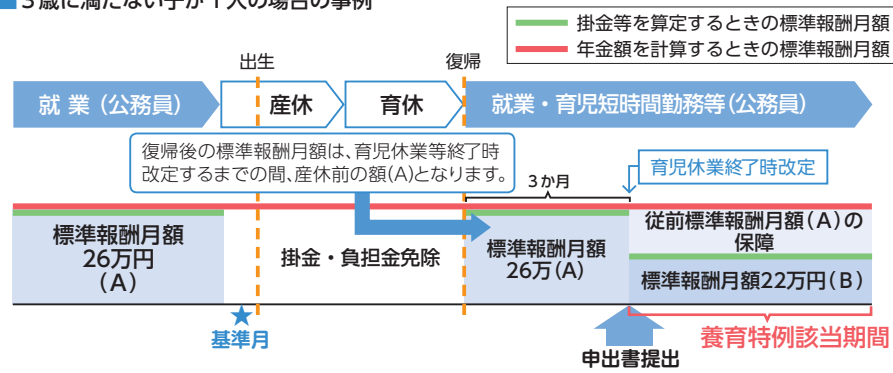 3歳に満たない子が1人の場合の事例
掛金等を算定するときの標準報酬月額
年金額を計算するときの標準報酬月額
出生
復帰
就業(公務員)
産休
育休
就業・育児短時間勤務等(公務員)
復帰後の標準報酬月額は、育児休業等終了時
改定するまでの間、産休前の額(A)となります。
3か月
育児休業終了時改定
標準報酬月額
26万円
(A)
掛金・負担金免除
標準報酬月額
26万(A)
従前標準報酬月額(A)の
保障
標準報酬月額22万円(B)
基準月
養育特例該当期間
申出書提出